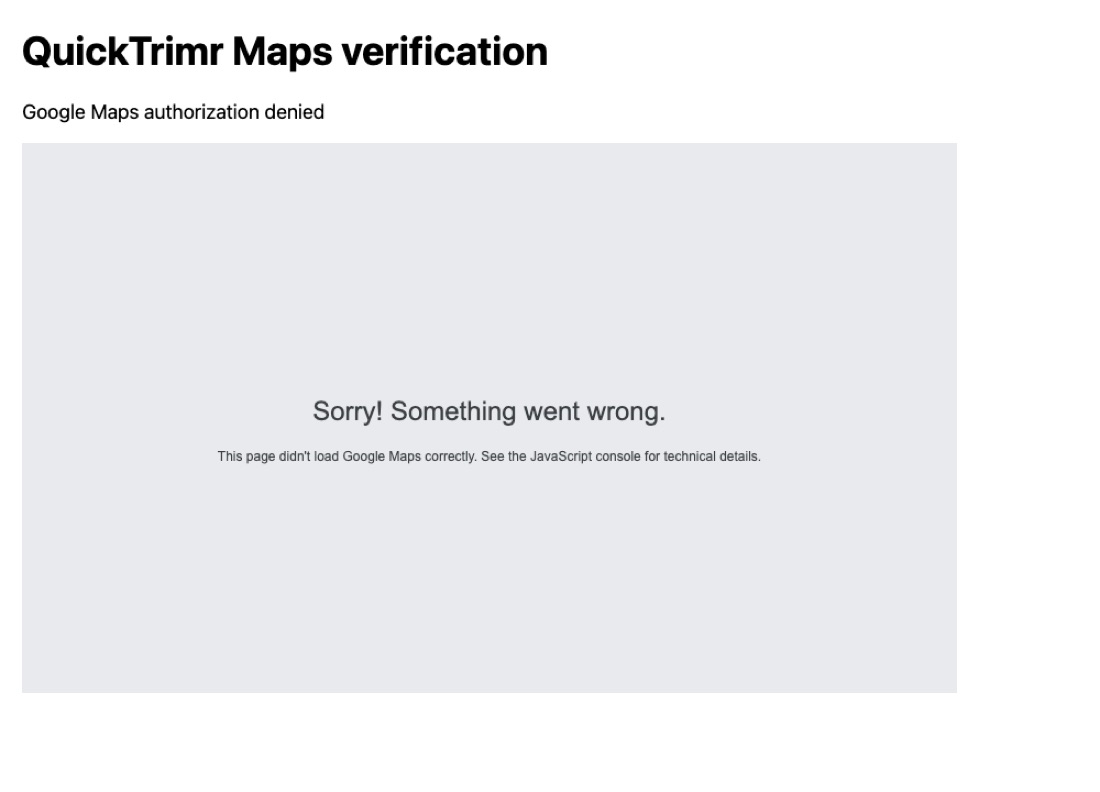 QuickTrimr Maps verification
Google Maps authorization denied
Sorry! Something went wrong.
This page didn't load Google Maps correctly. See the JavaScript console for technical details.